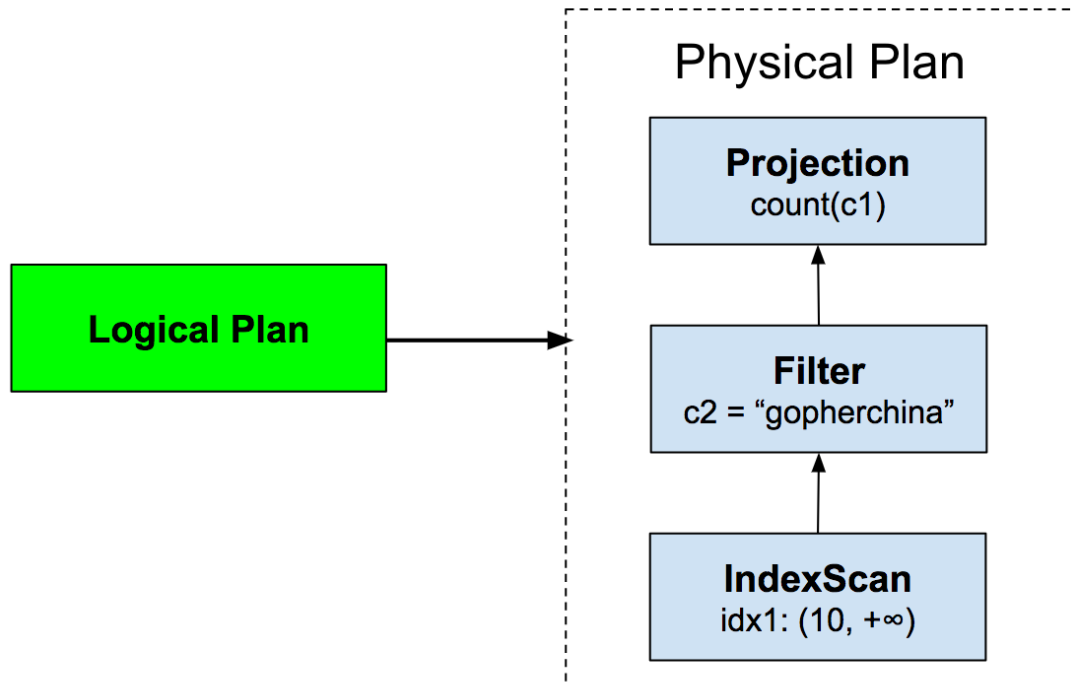 Physical Plan
Projection
count(c1)
Logical Plan
Filter
c2 = “gopherchina”
IndexScan
idx1: (10, +∞)